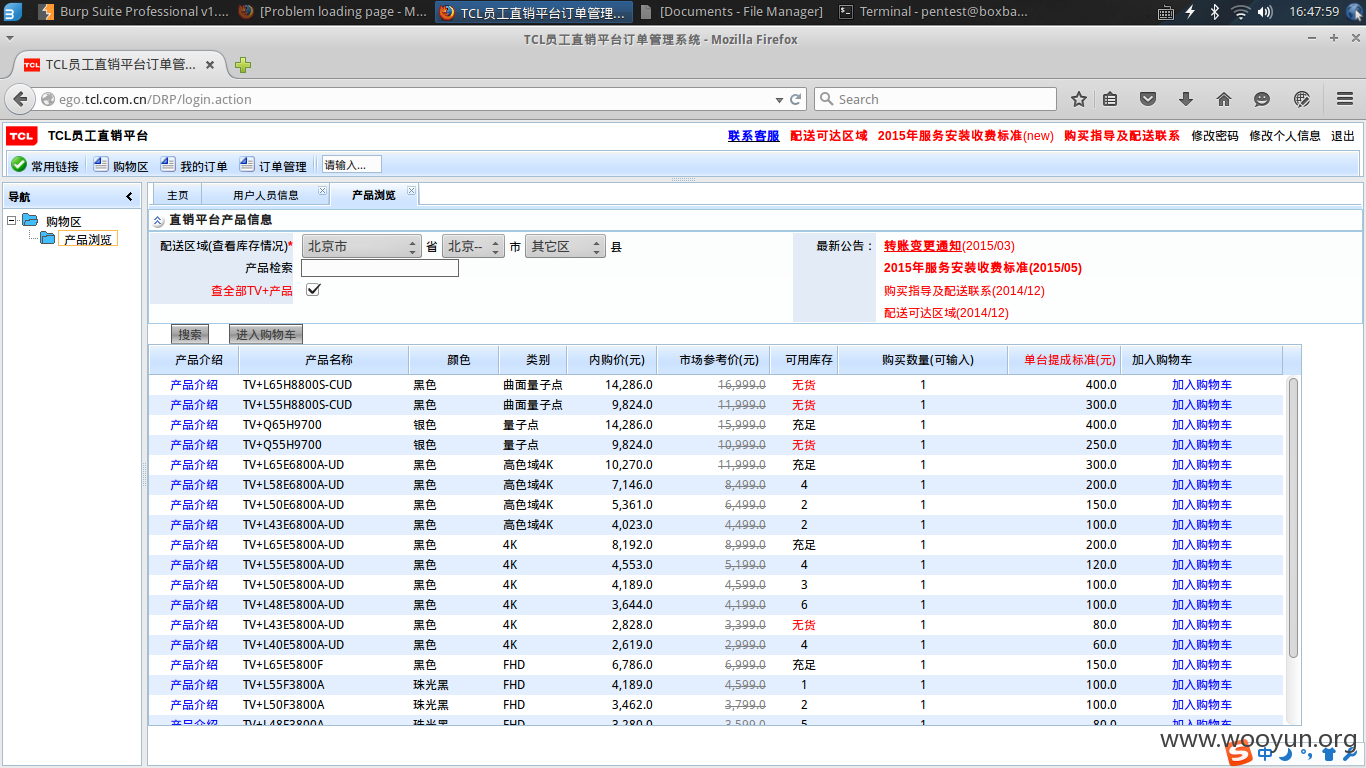 Burp Suite Professional v1.... [Problem loading page - M... TCL员工直销平台订单管理... [Documents - File Manager] Terminal - pentest@boxba... 16:47:59
TCL员工直销平台订单管理系统 - Mozilla Firefox
TCL TCL员工直销平台订单管...
ego.tcl.com.cn/DRP/login.action Search
TCL TCL员工直销平台 联系客服 配送可达区域 2015年服务安装收费标准(new) 购买指导及配送联系 修改密码 修改个人信息 退出
常用链接 购物区 我的订单 订单管理 请输入...
导航 主页 用户人员信息 产品浏览
购物区
产品浏览
直销平台产品信息
配送区域(查看库存情况)* 北京市 省 北京-- 市 其它区 县 最新公告： 转账变更通知(2015/03)
产品检索 2015年服务安装收费标准(2015/05)
查全部TV+产品 购买指导及配送联系(2014/12)
配送可达区域(2014/12)
搜索 进入购物车
产品介绍 产品名称 颜色 类别 内购价(元) 市场参考价(元) 可用库存 购买数量(可输入) 单台提成标准(元) 加入购物车
产品介绍 TV+L65H8800S-CUD 黑色 曲面量子点 14,286.0 16,999.0 无货 1 400.0 加入购物车
产品介绍 TV+L55H8800S-CUD 黑色 曲面量子点 9,824.0 11,999.0 无货 1 300.0 加入购物车
产品介绍 TV+Q65H9700 银色 量子点 14,286.0 15,999.0 充足 1 400.0 加入购物车
产品介绍 TV+Q55H9700 银色 量子点 9,824.0 10,999.0 无货 1 250.0 加入购物车
产品介绍 TV+L65E6800A-UD 黑色 高色域4K 10,270.0 11,999.0 充足 1 300.0 加入购物车
产品介绍 TV+L58E6800A-UD 黑色 高色域4K 7,146.0 8,499.0 4 1 200.0 加入购物车
产品介绍 TV+L50E6800A-UD 黑色 高色域4K 5,361.0 6,499.0 2 1 150.0 加入购物车
产品介绍 TV+L43E6800A-UD 黑色 高色域4K 4,023.0 4,499.0 2 1 100.0 加入购物车
产品介绍 TV+L65E5800A-UD 黑色 4K 8,192.0 8,999.0 充足 1 200.0 加入购物车
产品介绍 TV+L55E5800A-UD 黑色 4K 4,553.0 5,199.0 4 1 120.0 加入购物车
产品介绍 TV+L50E5800A-UD 黑色 4K 4,189.0 4,599.0 3 1 100.0 加入购物车
产品介绍 TV+L48E5800A-UD 黑色 4K 3,644.0 4,199.0 6 1 100.0 加入购物车
产品介绍 TV+L43E5800A-UD 黑色 4K 2,828.0 3,399.0 无货 1 80.0 加入购物车
产品介绍 TV+L40E5800A-UD 黑色 4K 2,619.0 2,999.0 4 1 60.0 加入购物车
产品介绍 TV+L65E5800F 黑色 FHD 6,786.0 6,999.0 充足 1 150.0 加入购物车
产品介绍 TV+L55F3800A 珠光黑 FHD 4,189.0 4,599.0 1 1 100.0 加入购物车
产品介绍 TV+L50F3800A 珠光黑 FHD 3,462.0 3,799.0 2 1 100.0 加入购物车
产品介绍 TV+L48F3800A 珠光黑 FHD 3,280.0 3,599.0 5 1 80.0 加入购物车
www.wooyun.org
中